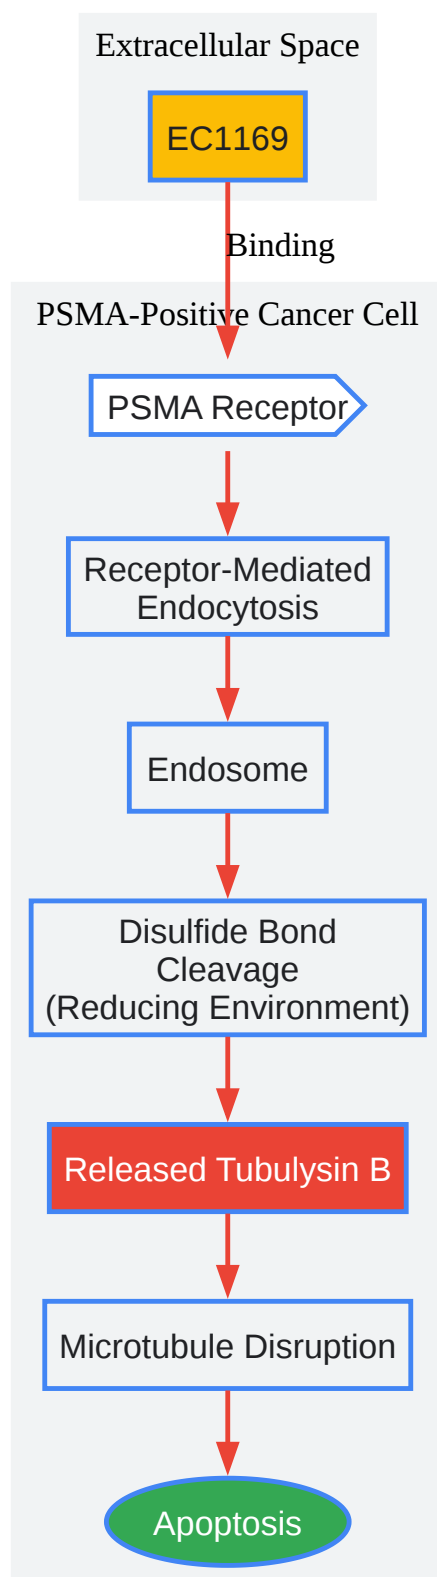 Extracellular Space
EC1169
Binding
PSMA-Positive Cancer Cell
PSMA Receptor
Receptor-Mediated
Endocytosis
Endosome
Disulfide Bond
Cleavage
(Reducing Environment)
Released Tubulysin B
Microtubule Disruption
Apoptosis